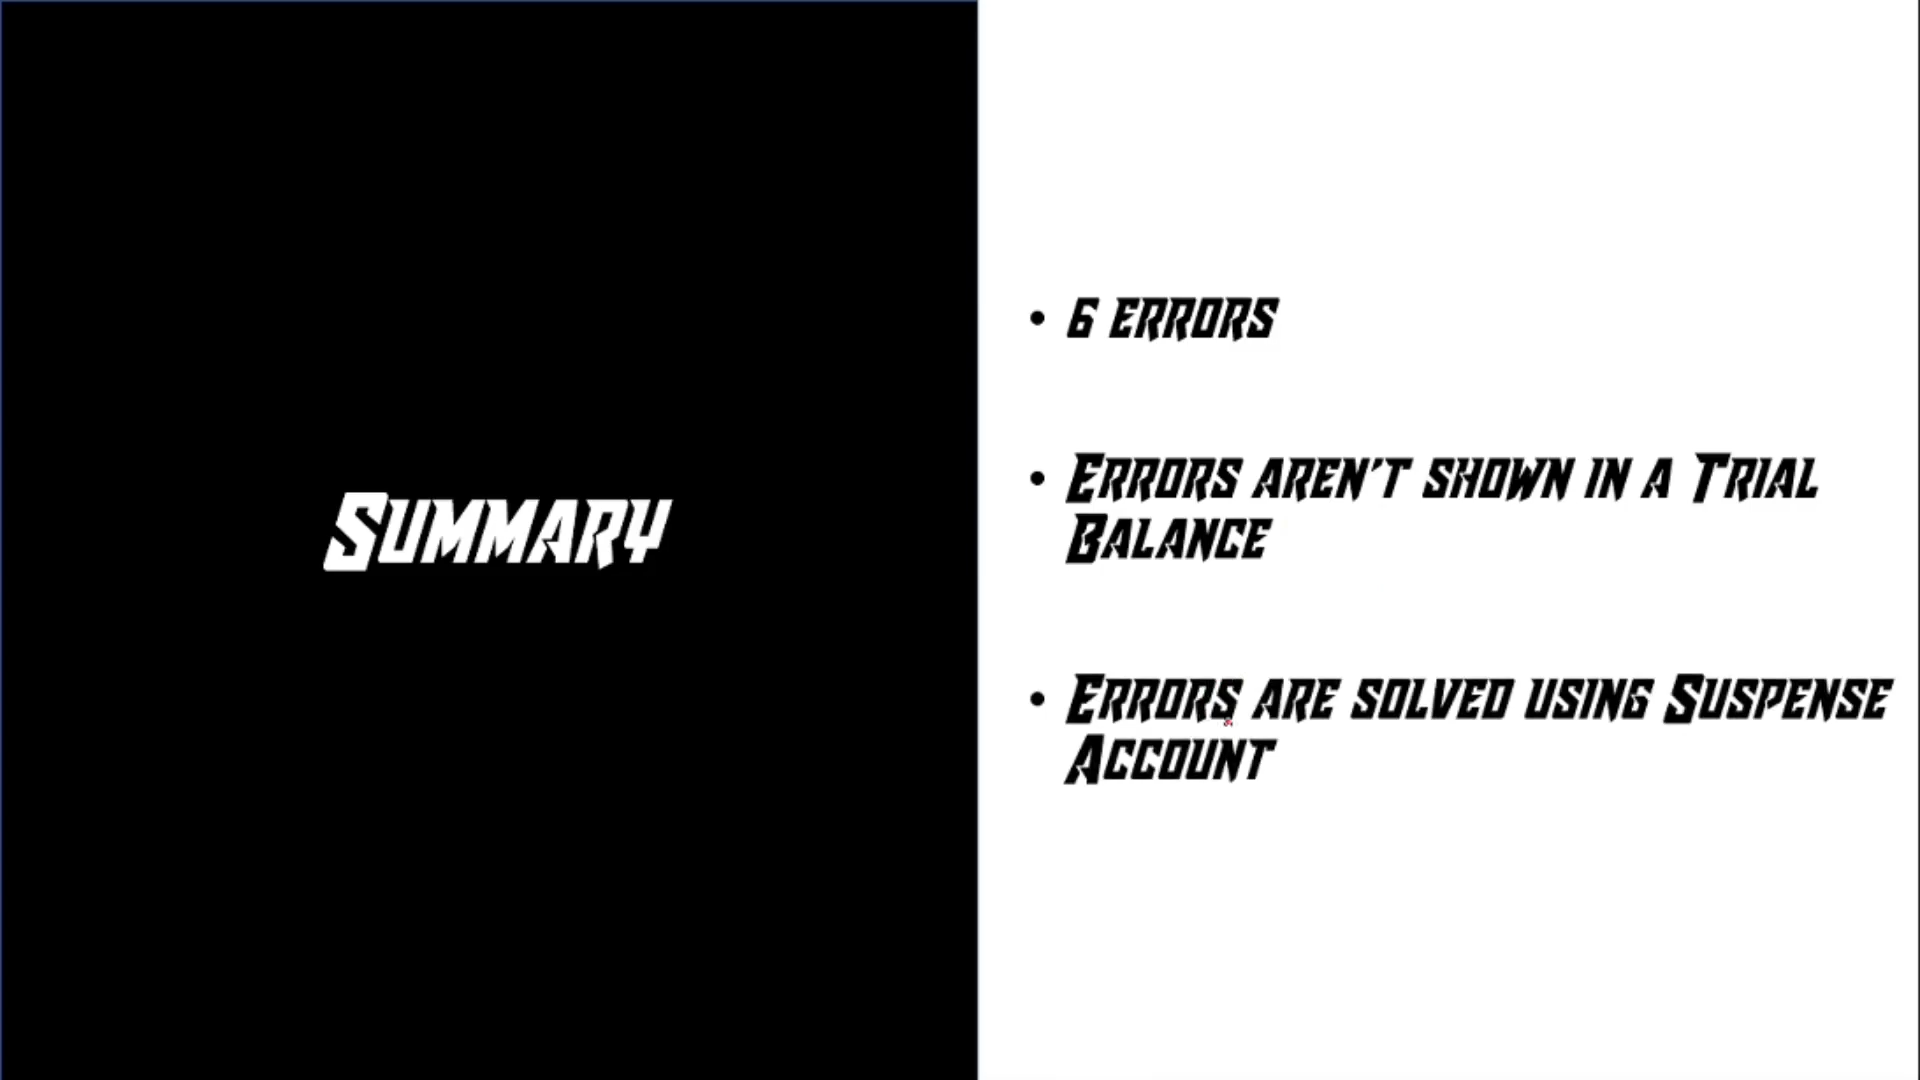 Summary
• 6 errors
• Errors aren't shown in a Trial
Balance
• Errors are solved using Suspense
Account